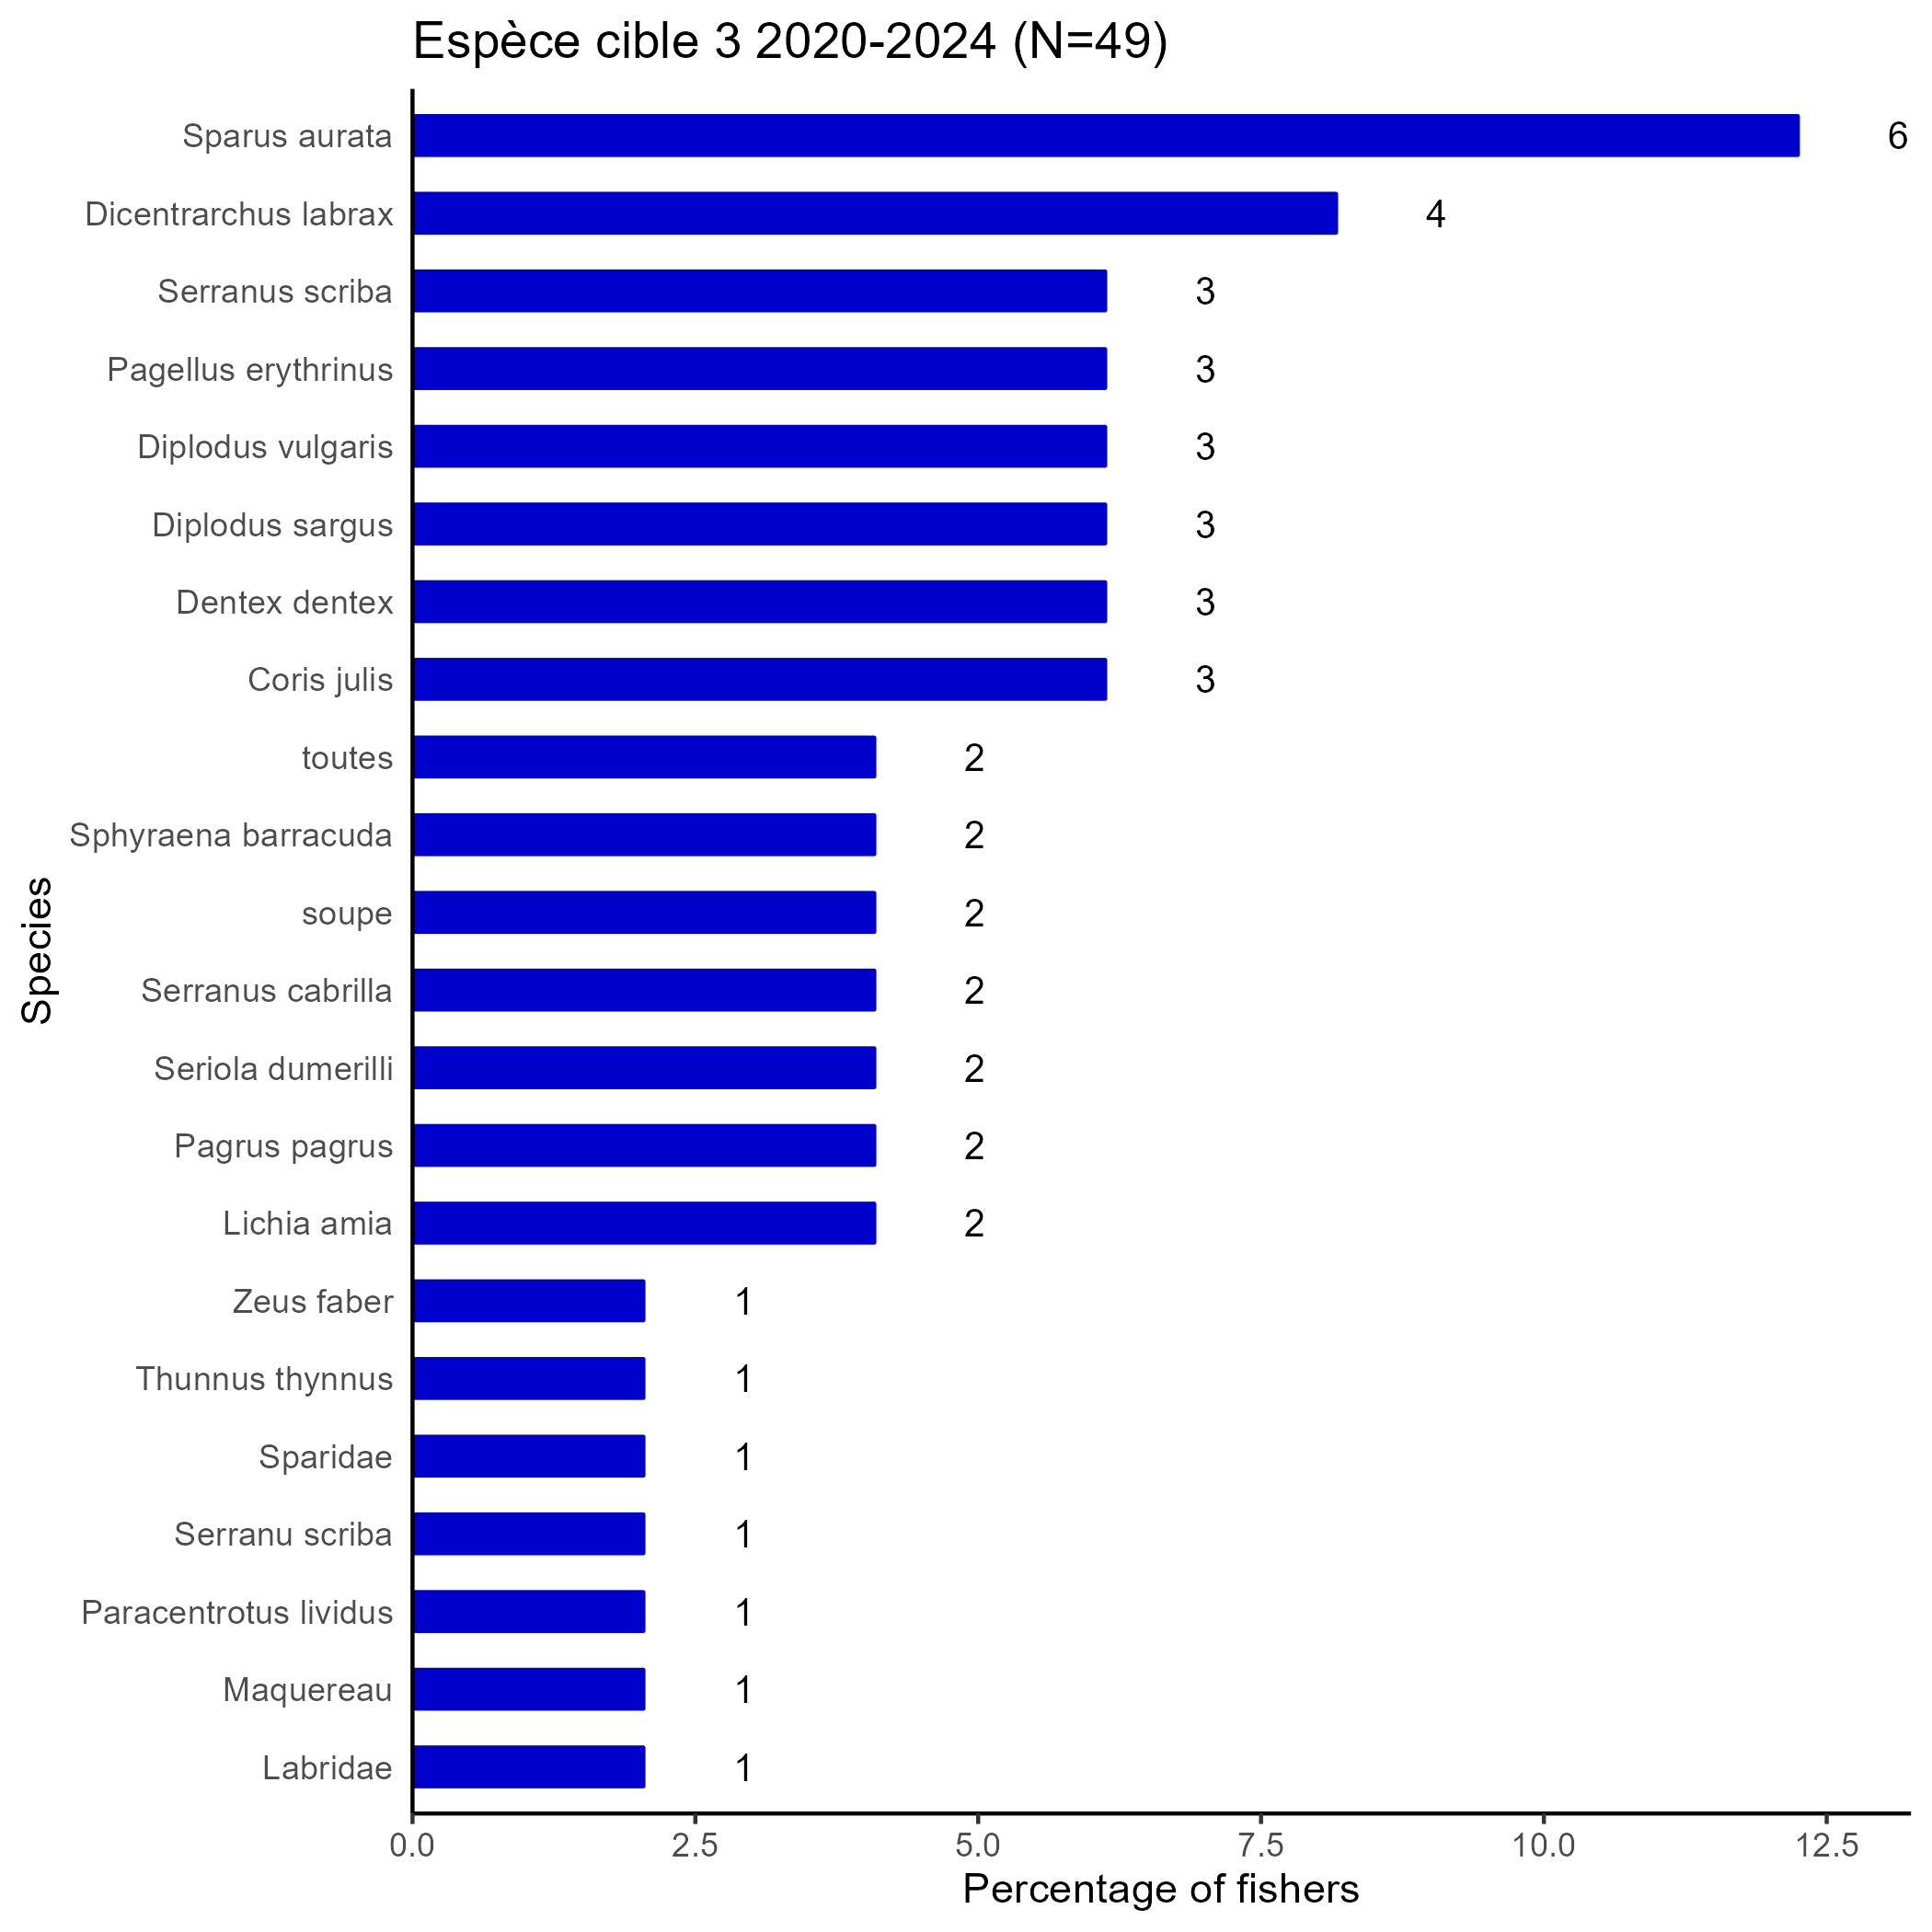 Espèce cible 3 2020-2024 (N=49)
Sparus aurata 6
Dicentrarchus labrax 4
Serranus scriba 3
Pagellus erythrinus 3
Diplodus vulgaris 3
Diplodus sargus 3
Dentex dentex 3
Coris julis 3
toutes 2
Sphyraena barracuda 2
soupe 2
Serranus cabrilla 2
Seriola dumerilli 2
Pagrus pagrus 2
Lichia amia 2
Zeus faber 1
Thunnus thynnus 1
Sparidae 1
Serranu scriba 1
Paracentrotus lividus 1
Maquereau 1
Labridae 1
Species
0.0 2.5 5.0 7.5 10.0 12.5
Percentage of fishers